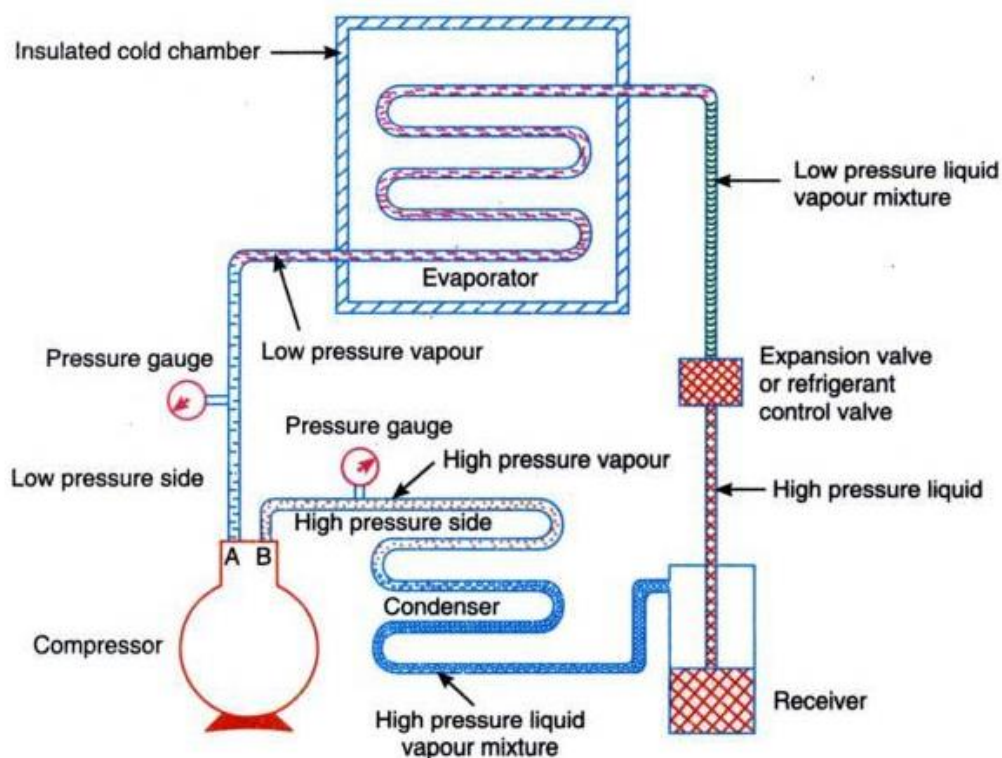 Insulated cold chamber
Low pressure liquid
vapour mixture
Evaporator
Low pressure vapour
Pressure gauge
Expansion valve
or refrigerant
control valve
Pressure gauge
High pressure vapour
Low pressure side
High pressure side
High pressure liquid
A B
Condenser
Compressor
Receiver
High pressure liquid
vapour mixture